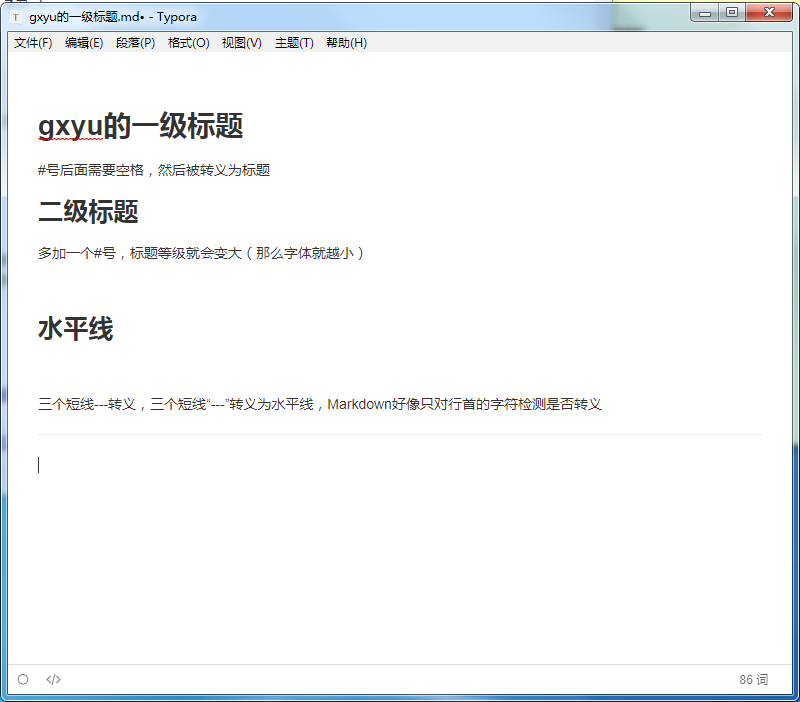 gxyu的一级标题.md• - Typora
文件(F) 编辑(E) 段落(P) 格式(O) 视图(V) 主题(T) 帮助(H)
gxyu的一级标题
#号后面需要空格，然后被转义为标题
二级标题
多加一个#号，标题等级就会变大（那么字体就越小）
水平线
三个短线---转义，三个短线“---”转义为水平线，Markdown好像只对行首的字符检测是否转义
</> 86 词